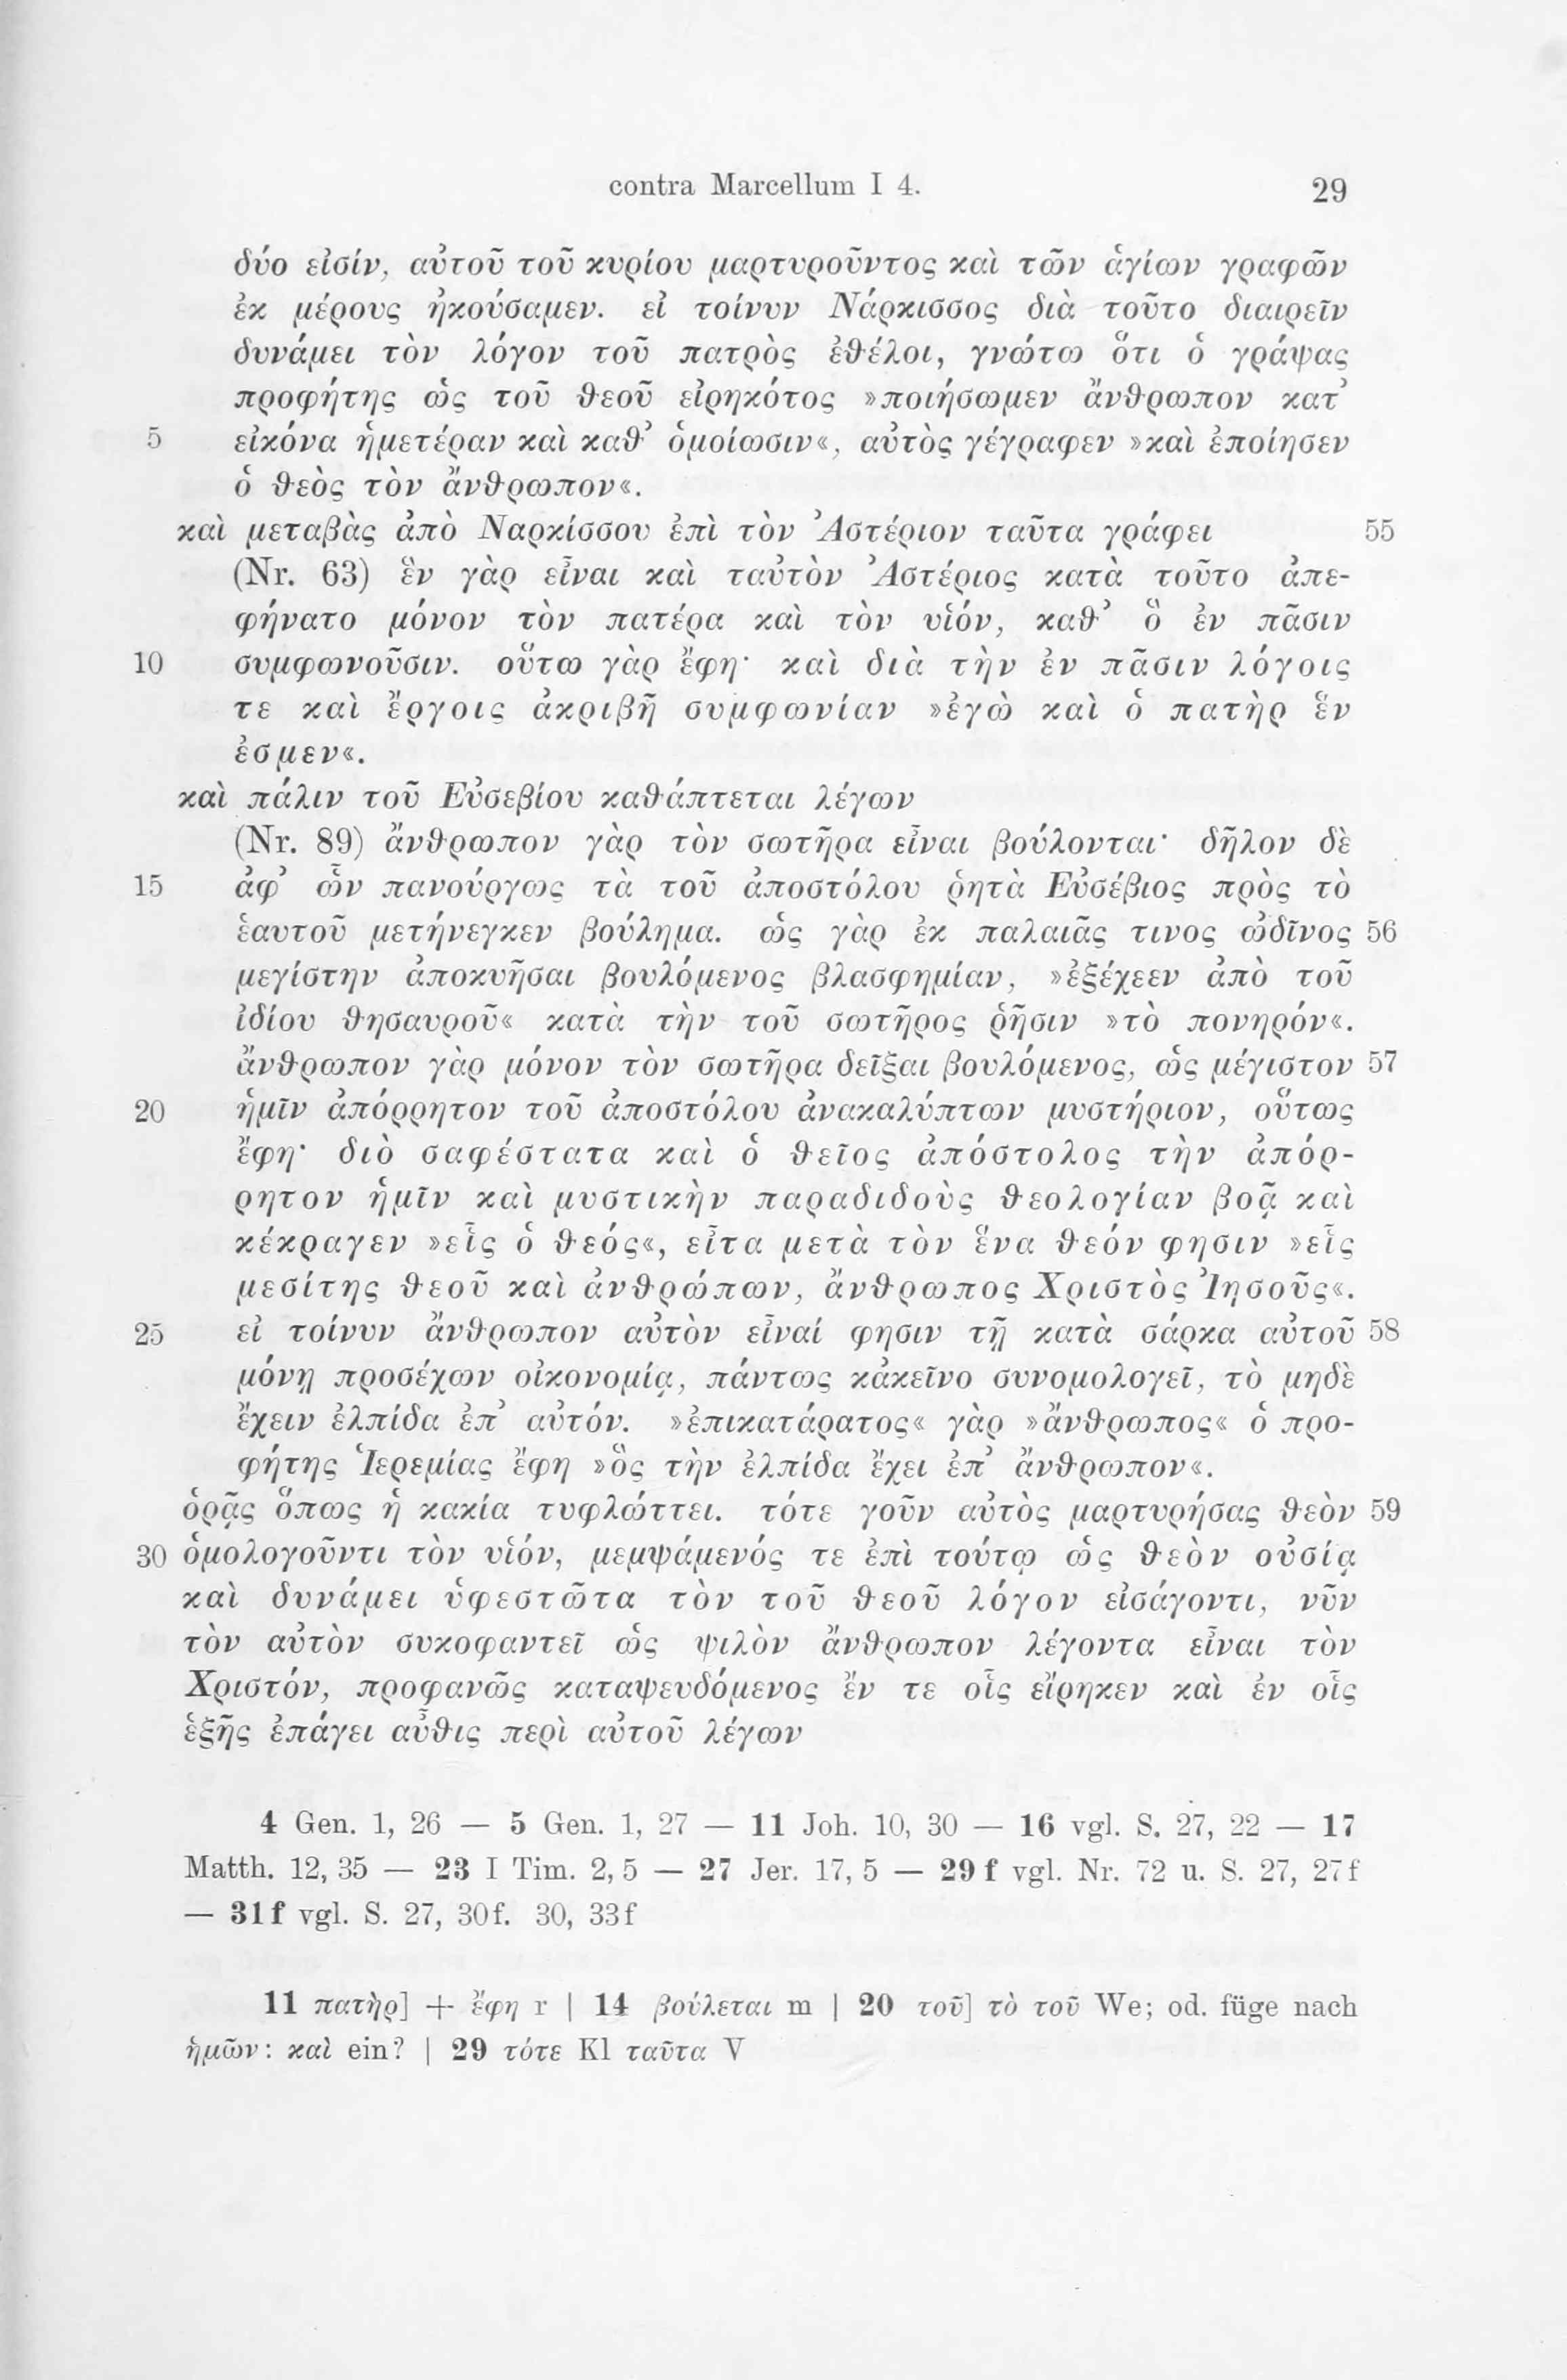 contra Marcellum I 4. 29
δύο εἰσίν, αὐτοῦ τοῦ κυρίου μαρτυροῦντος καὶ τῶν ἁγίων γραφῶν
ἐκ μέρους ἠκούσαμεν. εἰ τοίνυν Νάρκισσος διὰ τοῦτο διαιρεῖν
δυνάμει τὸν λόγον τοῦ πατρὸς ἐθέλοι, γνώτω ὅτι ὁ γράψας
προφήτης ὡς τοῦ θεοῦ εἰρηκότος »ποιήσωμεν ἄνθρωπον κατ’
5 εἰκόνα ἡμετέραν καὶ καθ’ ὁμοίωσιν«, αὐτὸς γέγραφεν »καὶ ἐποίησεν
ὁ θεὸς τὸν ἄνθρωπον«.
καὶ μεταβὰς ἀπὸ Ναρκίσσου ἐπὶ τὸν Ἀστέριον ταῦτα γράφει 55
(Nr. 63) ἓν γὰρ εἶναι καὶ ταὐτὸν Ἀστέριος κατὰ τοῦτο ἀπε-
φήνατο μόνον τὸν πατέρα καὶ τὸν υἱόν, καθ’ ὃ ἐν πᾶσιν
10 συμφωνοῦσιν. οὕτω γὰρ ἔφη· καὶ διὰ τὴν ἐν πᾶσιν λόγοις
τε καὶ ἔργοις ἀκριβῆ συμφωνίαν »ἐγὼ καὶ ὁ πατὴρ ἕν
ἐσμεν«.
καὶ πάλιν τοῦ Εὐσεβίου καθάπτεται λέγων
(Nr. 89) ἄνθρωπον γὰρ τὸν σωτῆρα εἶναι βούλονται· δῆλον δὲ
15 ἀφ’ ὧν πανούργως τὰ τοῦ ἀποστόλου ῥητὰ Εὐσέβιος πρὸς τὸ
ἑαυτοῦ μετήνεγκεν βούλημα. ὡς γὰρ ἐκ παλαιᾶς τινος ὠδῖνος 56
μεγίστην ἀποκυῆσαι βουλόμενος βλασφημίαν, »ἐξέχεεν ἀπὸ τοῦ
ἰδίου θησαυροῦ« κατὰ τὴν τοῦ σωτῆρος ῥῆσιν »τὸ πονηρόν«.
ἄνθρωπον γὰρ μόνον τὸν σωτῆρα δεῖξαι βουλόμενος, ὡς μέγιστον 57
20 ἡμῖν ἀπόρρητον τοῦ ἀποστόλου ἀνακαλύπτων μυστήριον, οὕτως
ἔφη· διὸ σαφέστατα καὶ ὁ θεῖος ἀπόστολος τὴν ἀπόρ-
ρητον ἡμῖν καὶ μυστικὴν παραδιδοὺς θεολογίαν βοᾷ καὶ
κέκραγεν »εἷς ὁ θεός«, εἶτα μετὰ τὸν ἕνα θεόν φησιν »εἷς
μεσίτης θεοῦ καὶ ἀνθρώπων, ἄνθρωπος Χριστὸς Ἰησοῦς«.
25 εἰ τοίνυν ἄνθρωπον αὐτὸν εἶναί φησιν τῇ κατὰ σάρκα αὐτοῦ 58
μόνῃ προσέχων οἰκονομίᾳ, πάντως κἀκεῖνο συνομολογεῖ, τὸ μηδὲ
ἔχειν ἐλπίδα ἐπ’ αὐτόν. »ἐπικατάρατος« γὰρ »ἄνθρωπος« ὁ προ-
φήτης Ἱερεμίας ἔφη »ὃς τὴν ἐλπίδα ἔχει ἐπ’ ἄνθρωπον«.
ὁρᾷς ὅπως ἡ κακία τυφλώττει. τότε γοῦν αὐτὸς μαρτυρήσας θεὸν 59
30 ὁμολογοῦντι τὸν υἱόν, μεμψάμενός τε ἐπὶ τούτῳ ὡς θεὸν οὐσίᾳ
καὶ δυνάμει ὑφεστῶτα τὸν τοῦ θεοῦ λόγον εἰσάγοντι, νῦν
τὸν αὐτὸν συκοφαντεῖ ὡς ψιλὸν ἄνθρωπον λέγοντα εἶναι τὸν
Χριστόν, προφανῶς καταψευδόμενος ἔν τε οἷς εἴρηκεν καὶ ἐν οἷς
ἑξῆς ἐπάγει αὖθις περὶ αὐτοῦ λέγων
4 Gen. 1, 26 — 5 Gen. 1, 27 — 11 Joh. 10, 30 — 16 vgl. S. 27, 22 — 17
Matth. 12, 35 — 23 I Tim. 2, 5 — 27 Jer. 17, 5 — 29 f vgl. Nr. 72 u. S. 27, 27 f
— 31 f vgl. S. 27, 30 f. 30, 33 f
11 πατὴρ] + ἔφη r | 14 βούλεται m | 20 τοῦ] τὸ τοῦ We; od. füge nach
ἡμῶν: καὶ ein? | 29 τότε Kl ταῦτα V